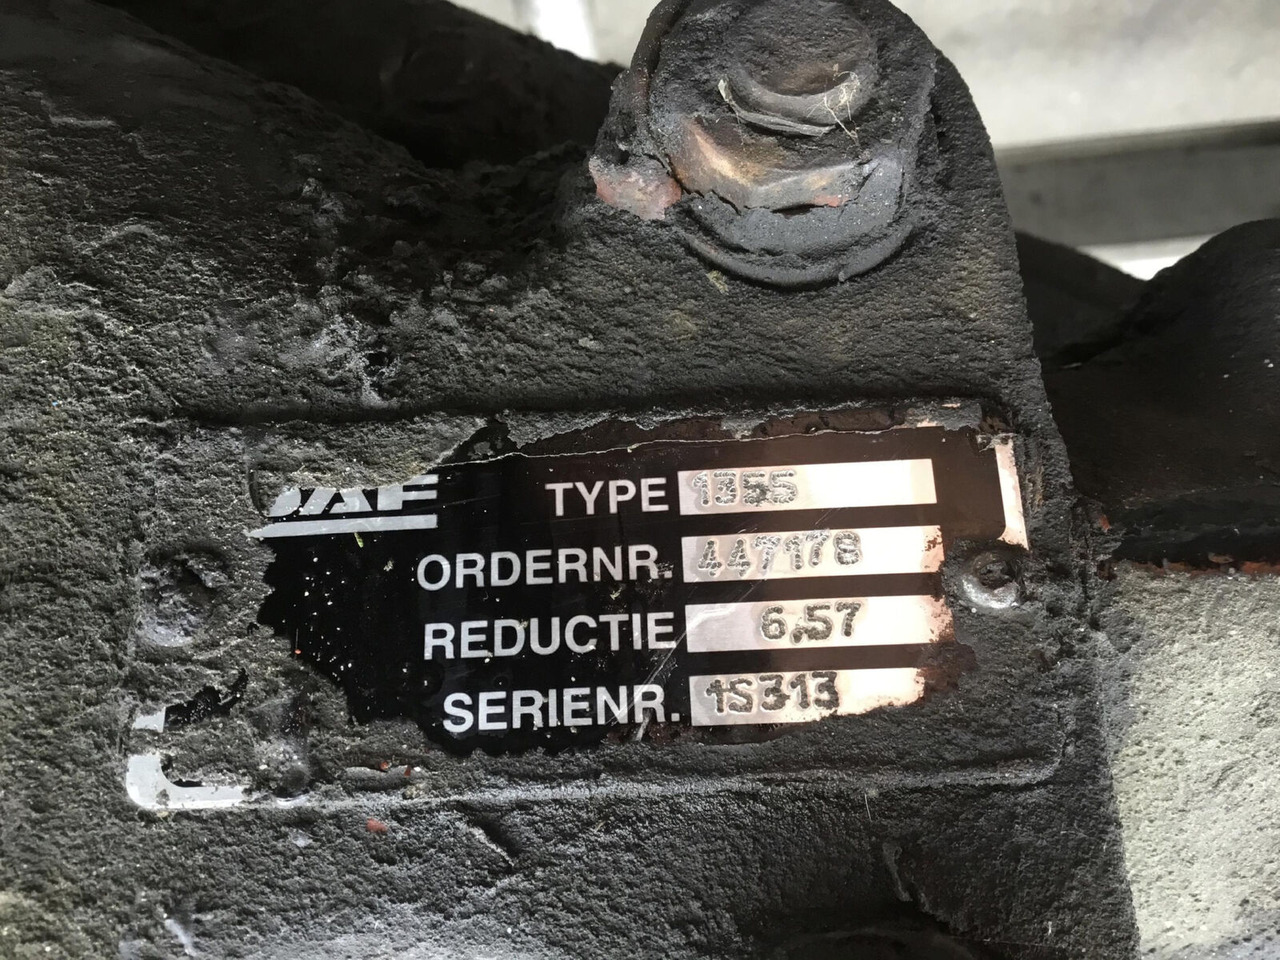 DAF
TYPE 1355
ORDERNR. 447178
REDUCTIE 6,57
SERIENR. 1S313